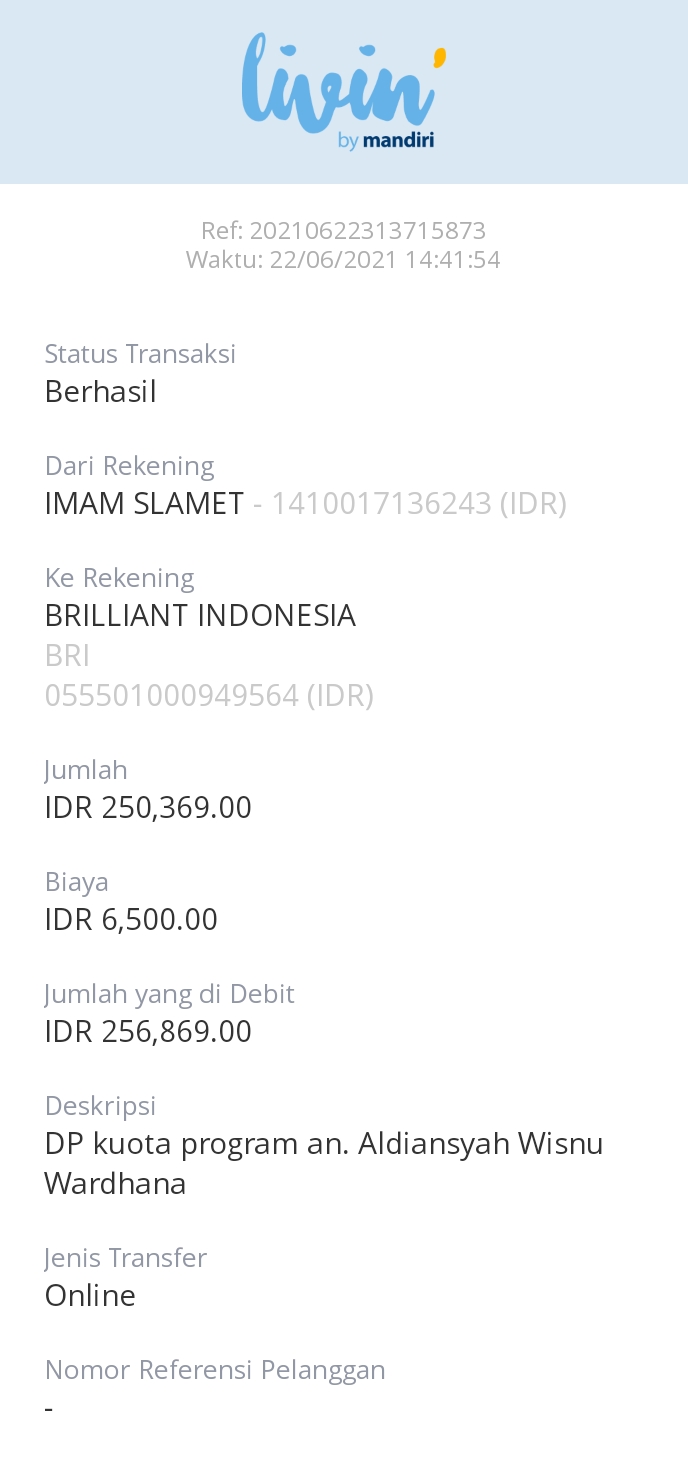 livin'
by mandiri
Ref: 20210622313715873
Waktu: 22/06/2021 14:41:54
Status Transaksi
Berhasil
Dari Rekening
IMAM SLAMET - 1410017136243 (IDR)
Ke Rekening
BRILLIANT INDONESIA
BRI
055501000949564 (IDR)
Jumlah
IDR 250,369.00
Biaya
IDR 6,500.00
Jumlah yang di Debit
IDR 256,869.00
Deskripsi
DP kuota program an. Aldiansyah Wisnu
Wardhana
Jenis Transfer
Online
Nomor Referensi Pelanggan
-